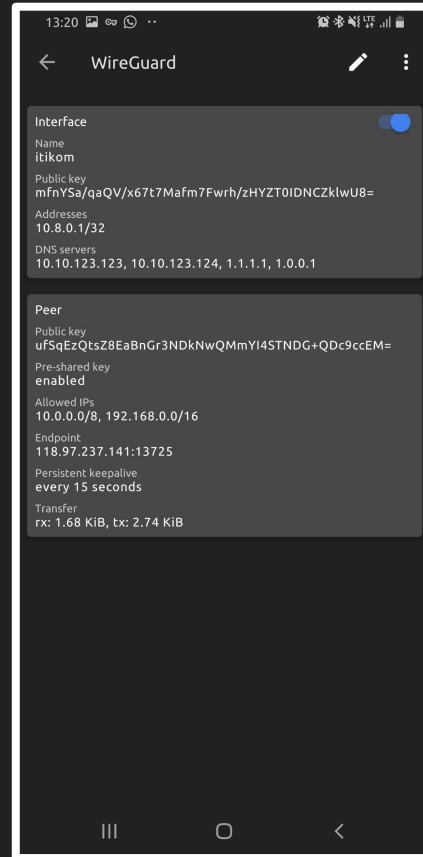 13:20
LTE
WireGuard
Interface
Name
itikom
Public key
mfnYSa/qaQV/x67t7Mafm7Fwrh/zHYZT0IDNCZklwU8=
Addresses
10.8.0.1/32
DNS servers
10.10.123.123, 10.10.123.124, 1.1.1.1, 1.0.0.1
Peer
Public key
ufSqEzQtsZ8EaBnGr3NDkNwQMmYI4STNDG+QDc9ccEM=
Pre-shared key
enabled
Allowed IPs
10.0.0.0/8, 192.168.0.0/16
Endpoint
118.97.237.141:13725
Persistent keepalive
every 15 seconds
Transfer
rx: 1.68 KiB, tx: 2.74 KiB